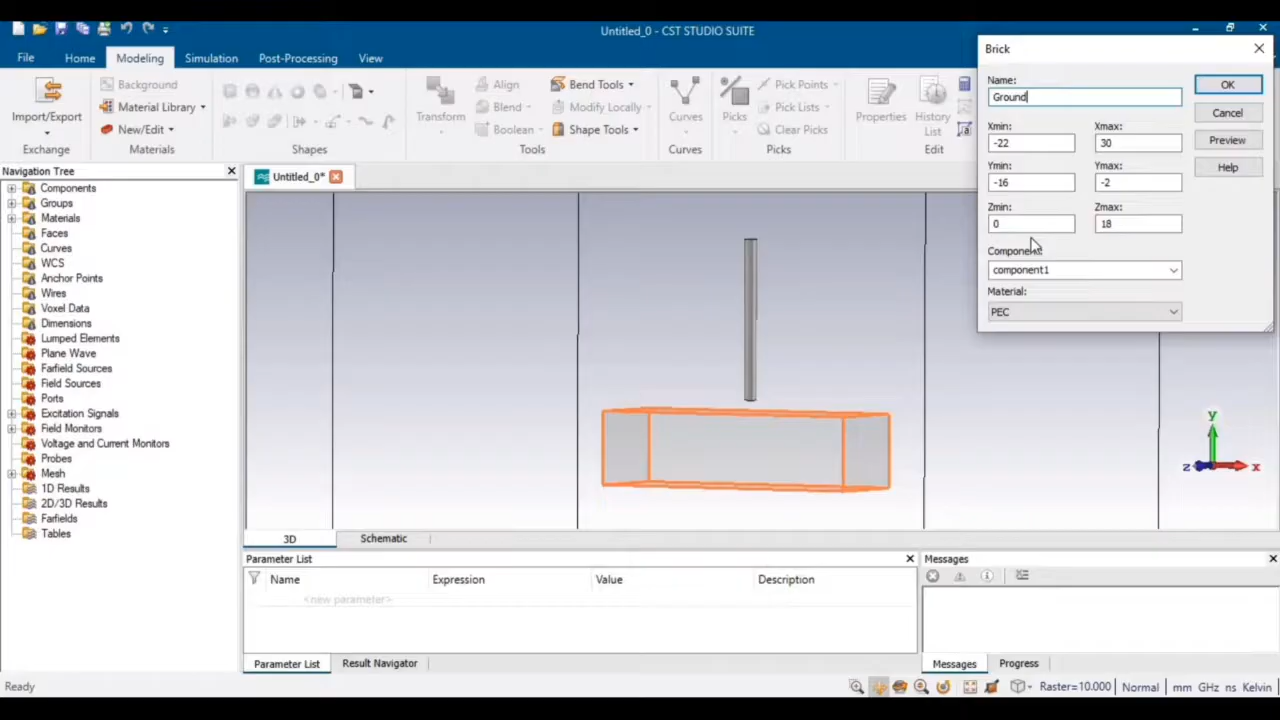 Untitled_0 - CST STUDIO SUITE
File Home Modeling Simulation Post-Processing View
Import/Export
Exchange
Background
Material Library
New/Edit
Materials
Shapes
Transform
Align
Blend
Boolean
Bend Tools
Modify Locally
Shape Tools
Tools
Curves
Curves
Picks
Pick Points
Pick Lists
Clear Picks
Picks
Properties
History
List
Edit
Brick
Name:
Ground
OK
Cancel
Preview
Help
Xmin: Xmax:
-22 30
Ymin: Ymax:
-16 -2
Zmin: Zmax:
0 18
Component:
component1
Material:
PEC
Navigation Tree
Components
Groups
Materials
Faces
Curves
WCS
Anchor Points
Wires
Voxel Data
Dimensions
Lumped Elements
Plane Wave
Farfield Sources
Field Sources
Ports
Excitation Signals
Field Monitors
Voltage and Current Monitors
Probes
Mesh
1D Results
2D/3D Results
Farfields
Tables
Untitled_0*
y
z x
3D Schematic
Parameter List
Name Expression Value Description
<new parameter>
Parameter List Result Navigator
Messages
Messages Progress
Ready
Raster=10.000 Normal mm GHz ns Kelvin